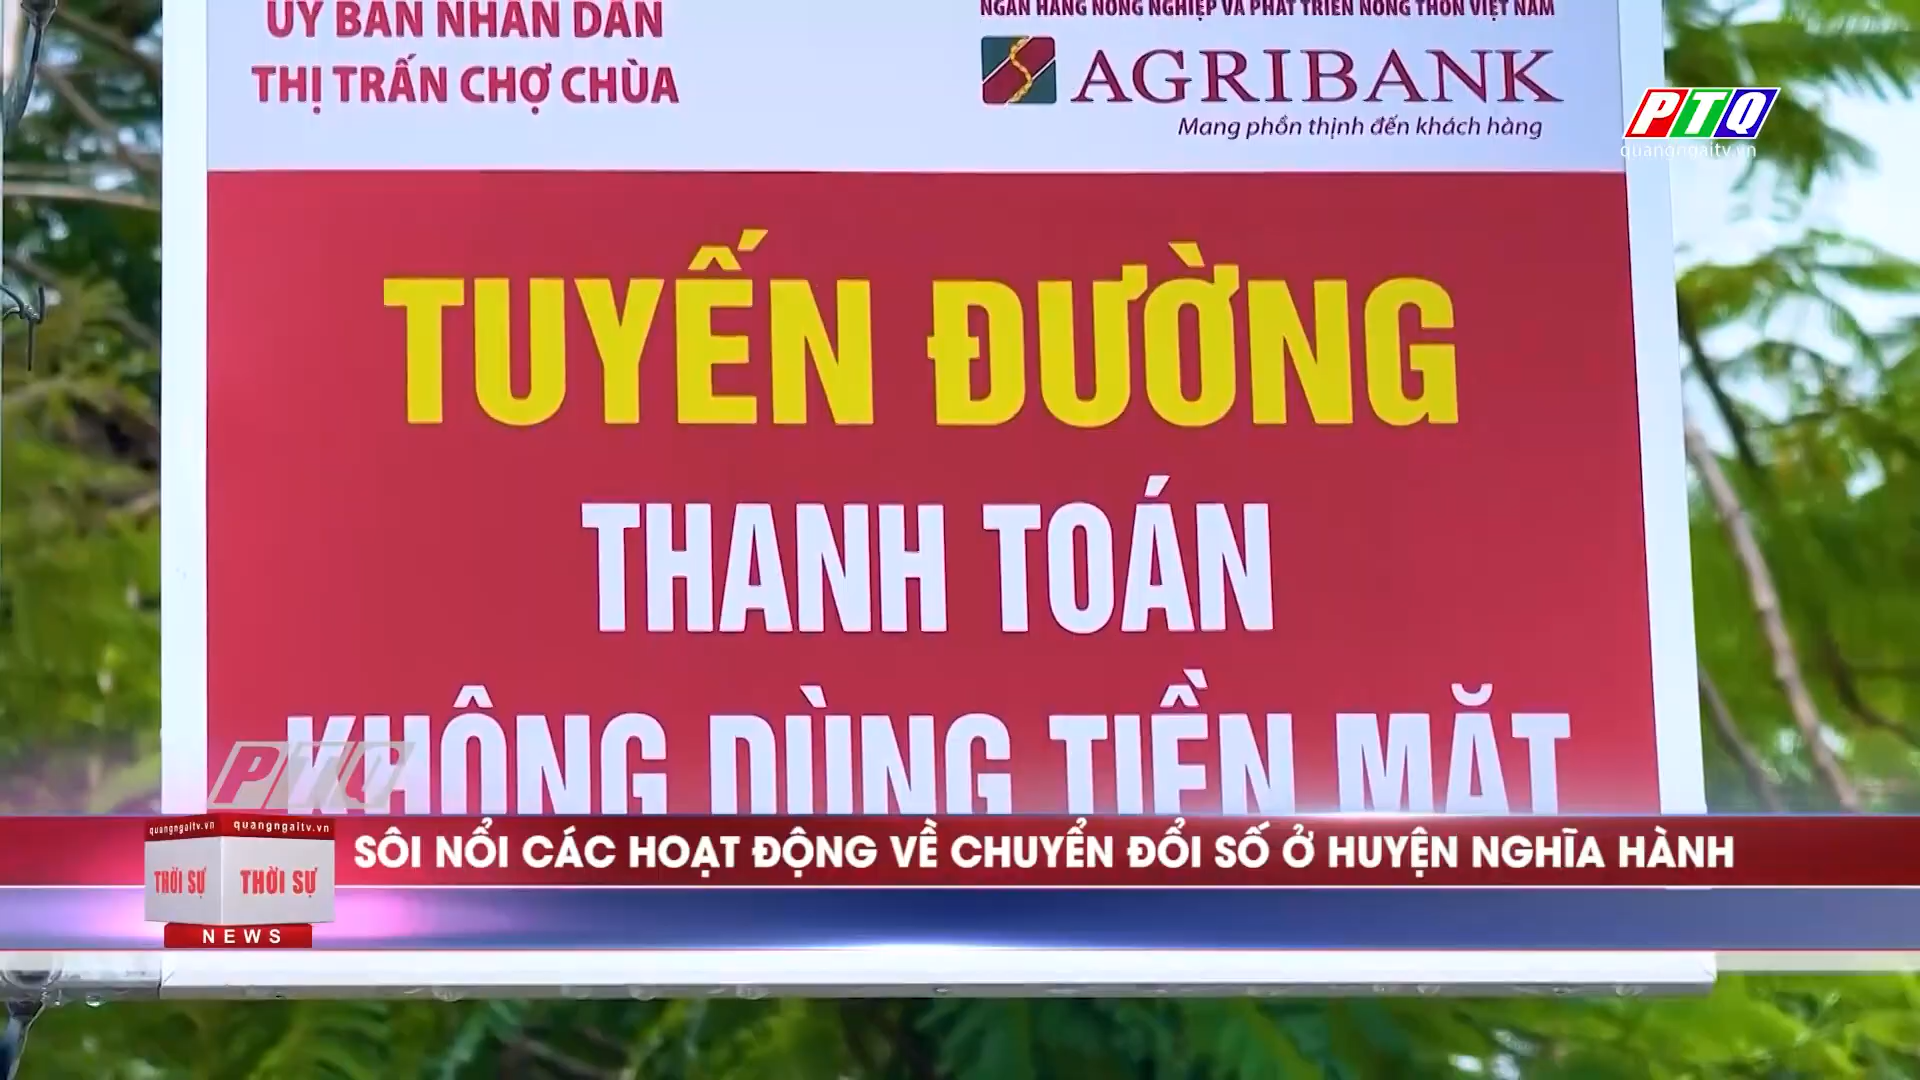 ỦY BAN NHÂN DÂN
THỊ TRẤN CHỢ CHÙA
NGÂN HÀNG NÔNG NGHIỆP VÀ PHÁT TRIỂN NÔNG THÔN VIỆT NAM
AGRIBANK
Mang phồn thịnh đến khách hàng
PTQ
quangngaitv.vn
TUYẾN ĐƯỜNG
THANH TOÁN
KHÔNG DÙNG TIỀN MẶT
PTQ
quangngaitv.vn quangngaitv.vn
SÔI NỔI CÁC HOẠT ĐỘNG VỀ CHUYỂN ĐỔI SỐ Ở HUYỆN NGHĨA HÀNH
THỜI SỰ THỜI SỰ
NEWS